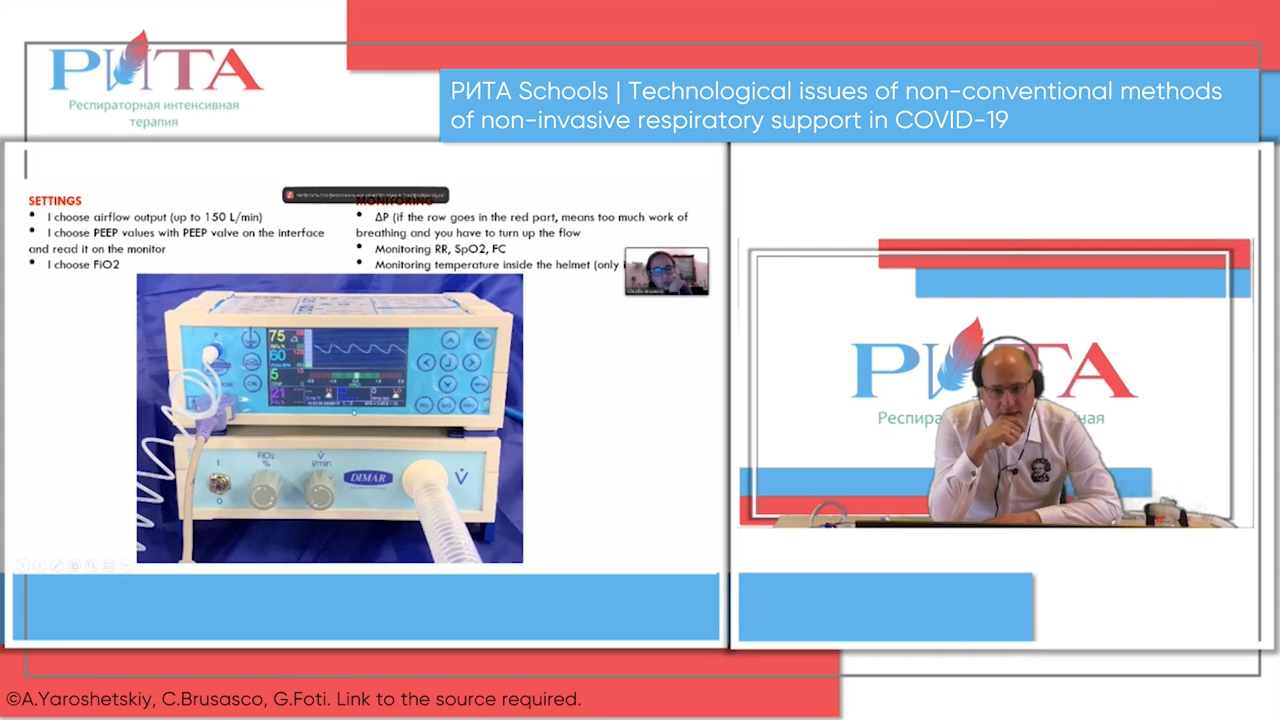 РИТА
Респираторная интенсивная
терапия
РИТА Schools | Technological issues of non-conventional methods
of non-invasive respiratory support in COVID-19
SETTINGS
• I choose airflow output (up to 150 L/min)
• I choose PEEP values with PEEP valve on the interface
and read it on the monitor
• I choose FiO2
MONITORING
• ΔP (if the row goes in the red part, means too much work of
breathing and you have to turn up the flow
• Monitoring RR, SpO2, FC
• Monitoring temperature inside the helmet (only
75
60
5
21
FiO₂
%
V̇
l/min
DIMAR
V̇
I
0
РИТА
©A.Yaroshetskiy, C.Brusasco, G.Foti. Link to the source required.